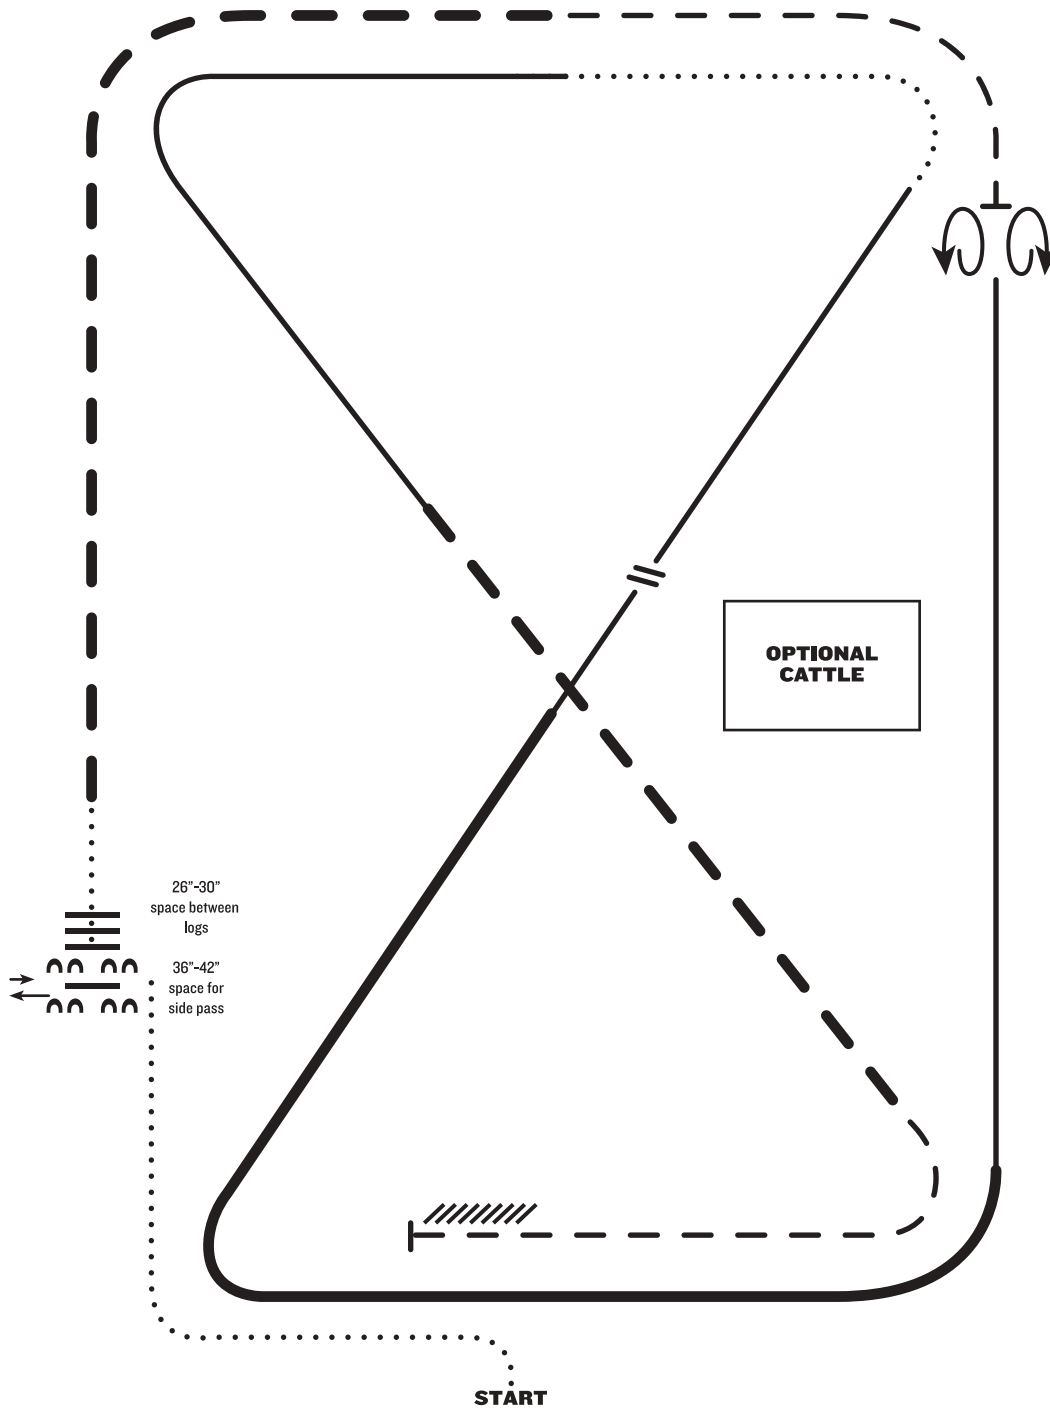 OPTIONAL
CATTLE
26”-30”
space between
logs
36”-42”
space for
side pass
START